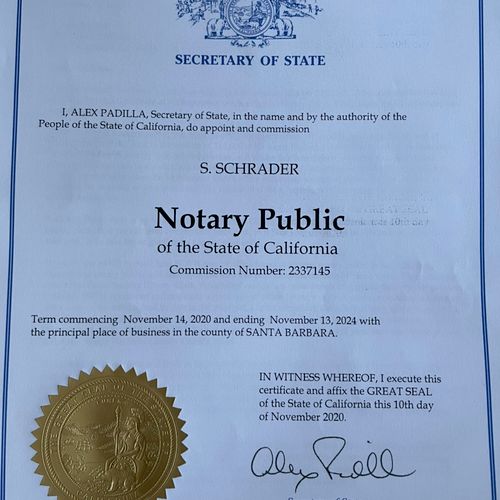 SECRETARY OF STATE
I, ALEX PADILLA, Secretary of State, in the name and by the authority of the
People of the State of California, do appoint and commission
S. SCHRADER
Notary Public
of the State of California
Commission Number: 2337145
Term commencing November 14, 2020 and ending November 13, 2024 with
the principal place of business in the county of SANTA BARBARA.
IN WITNESS WHEREOF, I execute this
certificate and affix the GREAT SEAL
of the State of California this 10th day
of November 2020.
Alex Padilla